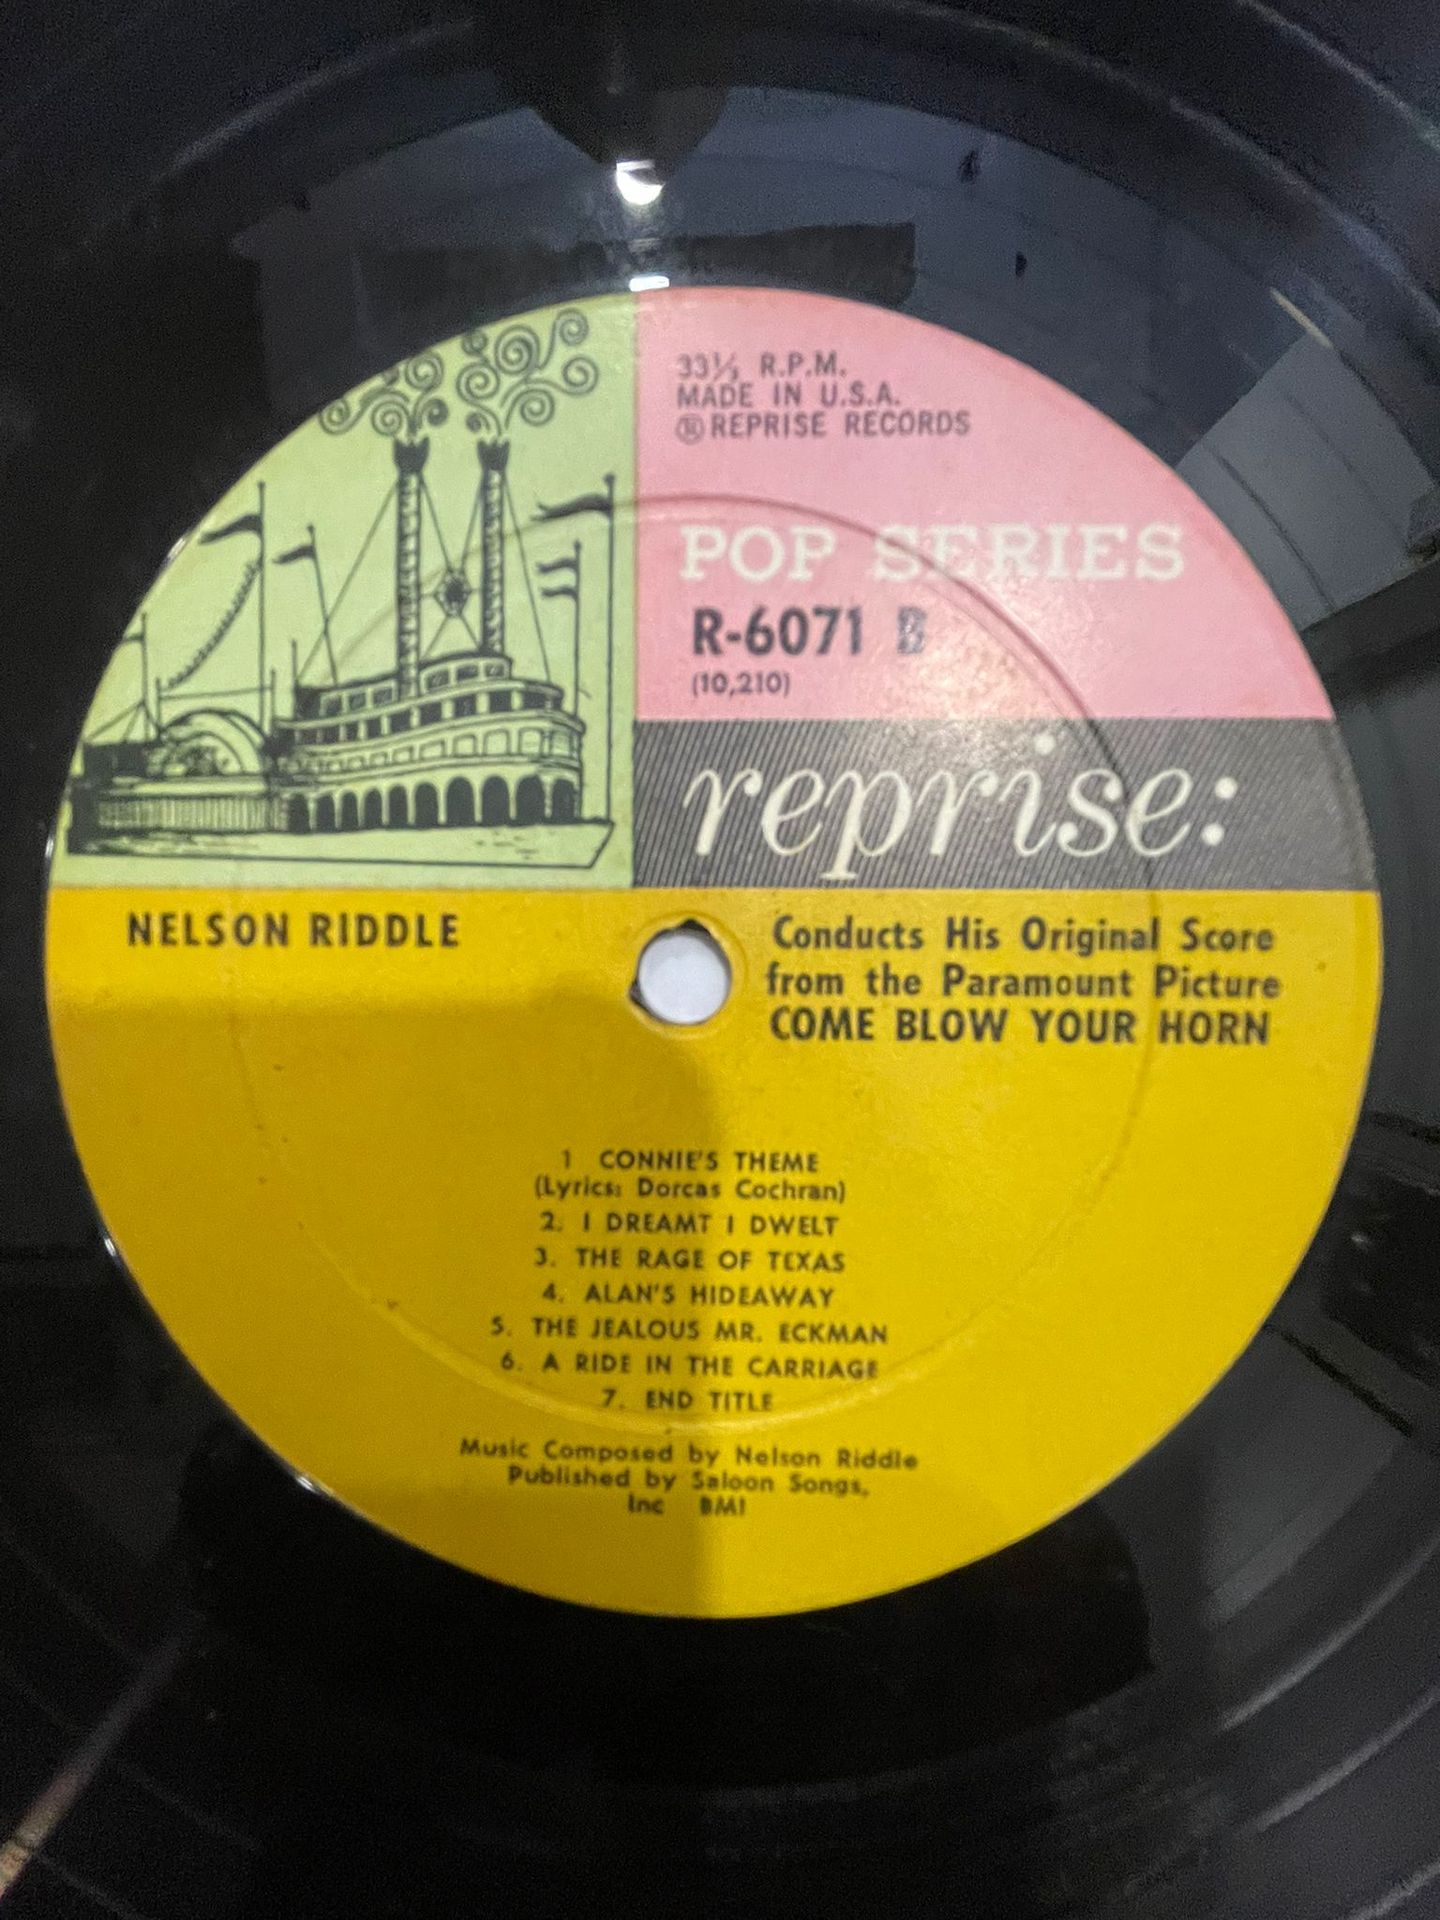 33⅓ R.P.M.
MADE IN U.S.A.
® REPRISE RECORDS
POP SERIES
R-6071 B
(10,210)
reprise:
NELSON RIDDLE
Conducts His Original Score
from the Paramount Picture
COME BLOW YOUR HORN
1 CONNIE'S THEME
(Lyrics: Dorcas Cochran)
2. I DREAMT I DWELT
3. THE RAGE OF TEXAS
4. ALAN'S HIDEAWAY
5. THE JEALOUS MR. ECKMAN
6. A RIDE IN THE CARRIAGE
7. END TITLE
Music Composed by Nelson Riddle
Published by Saloon Songs,
Inc BMI